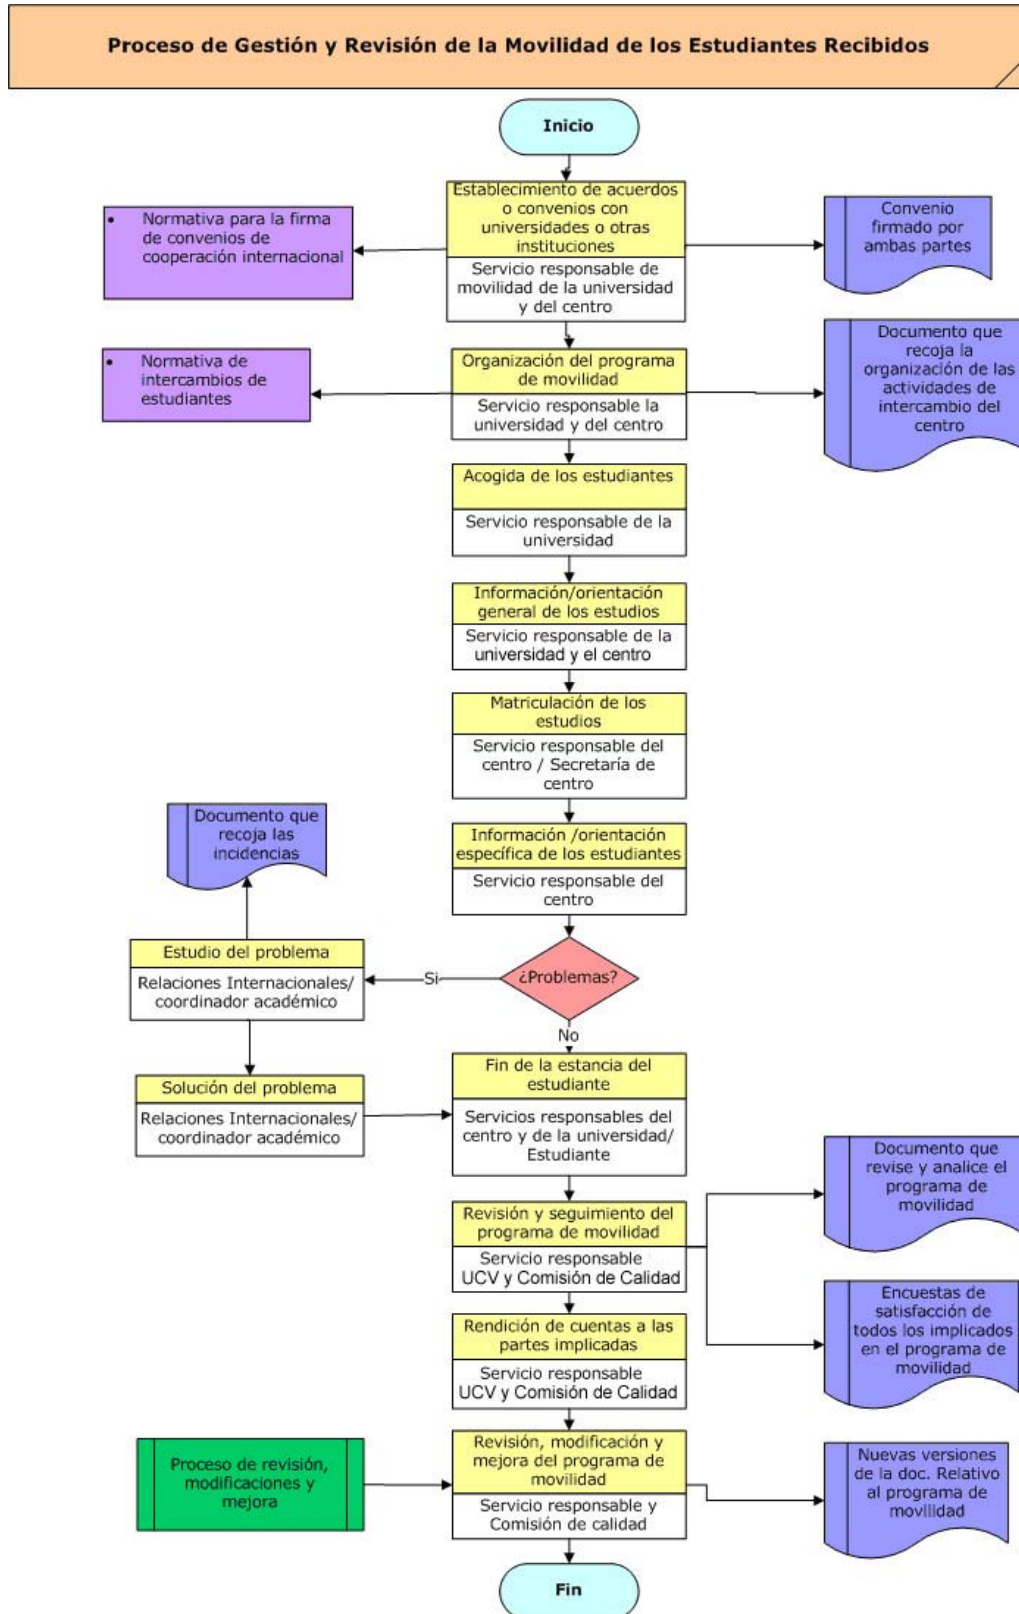 Proceso de Gestión y Revisión de la Movilidad de los Estudiantes Recibidos
Inicio
Establecimiento de acuerdos
o convenios con
universidades o otras
instituciones
Servicio responsable de
movilidad de la universidad
y del centro
• Normativa para la firma
de convenios de
cooperación internacional
Convenio
firmado por
ambas partes
Organización del programa
de movilidad
Servicio responsable la
universidad y del centro
• Normativa de
intercambios de
estudiantes
Documento que
recoja la
organización de las
actividades de
intercambio del
centro
Acogida de los estudiantes
Servicio responsable de la
universidad
Información/orientación
general de los estudios
Servicio responsable de la
universidad y el centro
Matriculación de los
estudios
Servicio responsable del
centro / Secretaría de
centro
Información /orientación
específica de los estudiantes
Servicio responsable del
centro
Documento que
recoja las
incidencias
¿Problemas?
Si
No
Estudio del problema
Relaciones Internacionales/
coordinador académico
Solución del problema
Relaciones Internacionales/
coordinador académico
Fin de la estancia del
estudiante
Servicios responsables del
centro y de la universidad/
Estudiante
Revisión y seguimiento del
programa de movilidad
Servicio responsable
UCV y Comisión de Calidad
Documento que
revise y analice el
programa de
movilidad
Encuestas de
satisfacción de
todos los implicados
en el programa de
movilidad
Rendición de cuentas a las
partes implicadas
Servicio responsable
UCV y Comisión de Calidad
Proceso de revisión,
modificaciones y
mejora
Revisión, modificación y
mejora del programa de
movilidad
Servicio responsable y
Comisión de calidad
Nuevas versiones
de la doc. Relativo
al programa de
movilidad
Fin